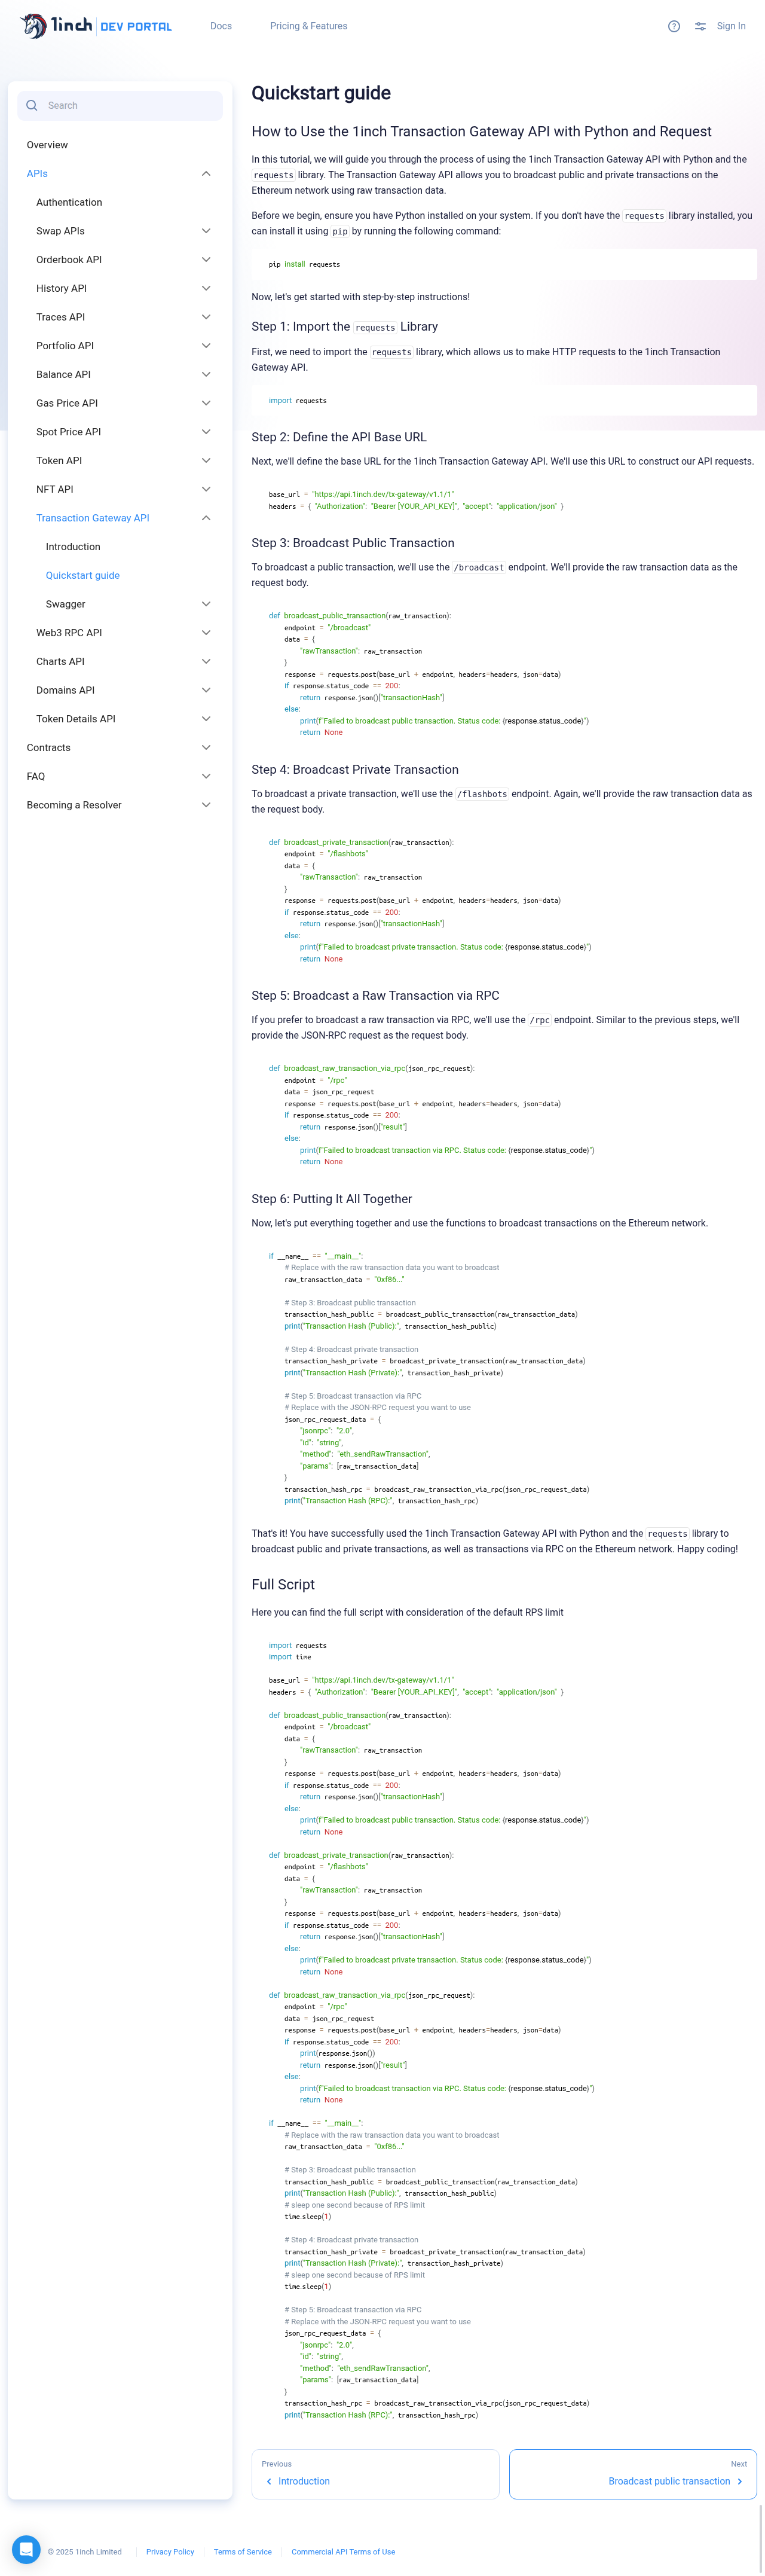 1inch DEV PORTAL
Docs
Pricing & Features
Sign In
Search
Overview
APIs
Authentication
Swap APIs
Orderbook API
History API
Traces API
Portfolio API
Balance API
Gas Price API
Spot Price API
Token API
NFT API
Transaction Gateway API
Introduction
Quickstart guide
Swagger
Web3 RPC API
Charts API
Domains API
Token Details API
Contracts
FAQ
Becoming a Resolver
Quickstart guide
How to Use the 1inch Transaction Gateway API with Python and Request
In this tutorial, we will guide you through the process of using the 1inch Transaction Gateway API with Python and the
requests library. The Transaction Gateway API allows you to broadcast public and private transactions on the
Ethereum network using raw transaction data.
Before we begin, ensure you have Python installed on your system. If you don't have the requests library installed, you
can install it using pip by running the following command:
pip install requests
Now, let's get started with step-by-step instructions!
Step 1: Import the requests Library
First, we need to import the requests library, which allows us to make HTTP requests to the 1inch Transaction
Gateway API.
import requests
Step 2: Define the API Base URL
Next, we'll define the base URL for the 1inch Transaction Gateway API. We'll use this URL to construct our API requests.
base_url = "https://api.1inch.dev/tx-gateway/v1.1/1"
headers = { "Authorization": "Bearer [YOUR_API_KEY]", "accept": "application/json" }
Step 3: Broadcast Public Transaction
To broadcast a public transaction, we'll use the /broadcast endpoint. We'll provide the raw transaction data as the
request body.
def broadcast_public_transaction(raw_transaction):
    endpoint = "/broadcast"
    data = {
        "rawTransaction": raw_transaction
    }
    response = requests.post(base_url + endpoint, headers=headers, json=data)
    if response.status_code == 200:
        return response.json()["transactionHash"]
    else:
        print(f"Failed to broadcast public transaction. Status code: {response.status_code}")
        return None
Step 4: Broadcast Private Transaction
To broadcast a private transaction, we'll use the /flashbots endpoint. Again, we'll provide the raw transaction data as
the request body.
def broadcast_private_transaction(raw_transaction):
    endpoint = "/flashbots"
    data = {
        "rawTransaction": raw_transaction
    }
    response = requests.post(base_url + endpoint, headers=headers, json=data)
    if response.status_code == 200:
        return response.json()["transactionHash"]
    else:
        print(f"Failed to broadcast private transaction. Status code: {response.status_code}")
        return None
Step 5: Broadcast a Raw Transaction via RPC
If you prefer to broadcast a raw transaction via RPC, we'll use the /rpc endpoint. Similar to the previous steps, we'll
provide the JSON-RPC request as the request body.
def broadcast_raw_transaction_via_rpc(json_rpc_request):
    endpoint = "/rpc"
    data = json_rpc_request
    response = requests.post(base_url + endpoint, headers=headers, json=data)
    if response.status_code == 200:
        return response.json()["result"]
    else:
        print(f"Failed to broadcast transaction via RPC. Status code: {response.status_code}")
        return None
Step 6: Putting It All Together
Now, let's put everything together and use the functions to broadcast transactions on the Ethereum network.
if __name__ == "__main__":
    # Replace with the raw transaction data you want to broadcast
    raw_transaction_data = "0xf86..."
    # Step 3: Broadcast public transaction
    transaction_hash_public = broadcast_public_transaction(raw_transaction_data)
    print("Transaction Hash (Public):", transaction_hash_public)
    # Step 4: Broadcast private transaction
    transaction_hash_private = broadcast_private_transaction(raw_transaction_data)
    print("Transaction Hash (Private):", transaction_hash_private)
    # Step 5: Broadcast transaction via RPC
    # Replace with the JSON-RPC request you want to use
    json_rpc_request_data = {
        "jsonrpc": "2.0",
        "id": "string",
        "method": "eth_sendRawTransaction",
        "params": [raw_transaction_data]
    }
    transaction_hash_rpc = broadcast_raw_transaction_via_rpc(json_rpc_request_data)
    print("Transaction Hash (RPC):", transaction_hash_rpc)
That's it! You have successfully used the 1inch Transaction Gateway API with Python and the requests library to
broadcast public and private transactions, as well as transactions via RPC on the Ethereum network. Happy coding!
Full Script
Here you can find the full script with consideration of the default RPS limit
import requests
import time
base_url = "https://api.1inch.dev/tx-gateway/v1.1/1"
headers = { "Authorization": "Bearer [YOUR_API_KEY]", "accept": "application/json" }
def broadcast_public_transaction(raw_transaction):
    endpoint = "/broadcast"
    data = {
        "rawTransaction": raw_transaction
    }
    response = requests.post(base_url + endpoint, headers=headers, json=data)
    if response.status_code == 200:
        return response.json()["transactionHash"]
    else:
        print(f"Failed to broadcast public transaction. Status code: {response.status_code}")
        return None
def broadcast_private_transaction(raw_transaction):
    endpoint = "/flashbots"
    data = {
        "rawTransaction": raw_transaction
    }
    response = requests.post(base_url + endpoint, headers=headers, json=data)
    if response.status_code == 200:
        return response.json()["transactionHash"]
    else:
        print(f"Failed to broadcast private transaction. Status code: {response.status_code}")
        return None
def broadcast_raw_transaction_via_rpc(json_rpc_request):
    endpoint = "/rpc"
    data = json_rpc_request
    response = requests.post(base_url + endpoint, headers=headers, json=data)
    if response.status_code == 200:
        print(response.json())
        return response.json()["result"]
    else:
        print(f"Failed to broadcast transaction via RPC. Status code: {response.status_code}")
        return None
if __name__ == "__main__":
    # Replace with the raw transaction data you want to broadcast
    raw_transaction_data = "0xf86..."
    # Step 3: Broadcast public transaction
    transaction_hash_public = broadcast_public_transaction(raw_transaction_data)
    print("Transaction Hash (Public):", transaction_hash_public)
    # sleep one second because of RPS limit
    time.sleep(1)
    # Step 4: Broadcast private transaction
    transaction_hash_private = broadcast_private_transaction(raw_transaction_data)
    print("Transaction Hash (Private):", transaction_hash_private)
    # sleep one second because of RPS limit
    time.sleep(1)
    # Step 5: Broadcast transaction via RPC
    # Replace with the JSON-RPC request you want to use
    json_rpc_request_data = {
        "jsonrpc": "2.0",
        "id": "string",
        "method": "eth_sendRawTransaction",
        "params": [raw_transaction_data]
    }
    transaction_hash_rpc = broadcast_raw_transaction_via_rpc(json_rpc_request_data)
    print("Transaction Hash (RPC):", transaction_hash_rpc)
Previous
Introduction
Next
Broadcast public transaction
© 2025 1inch Limited
Privacy Policy
Terms of Service
Commercial API Terms of Use